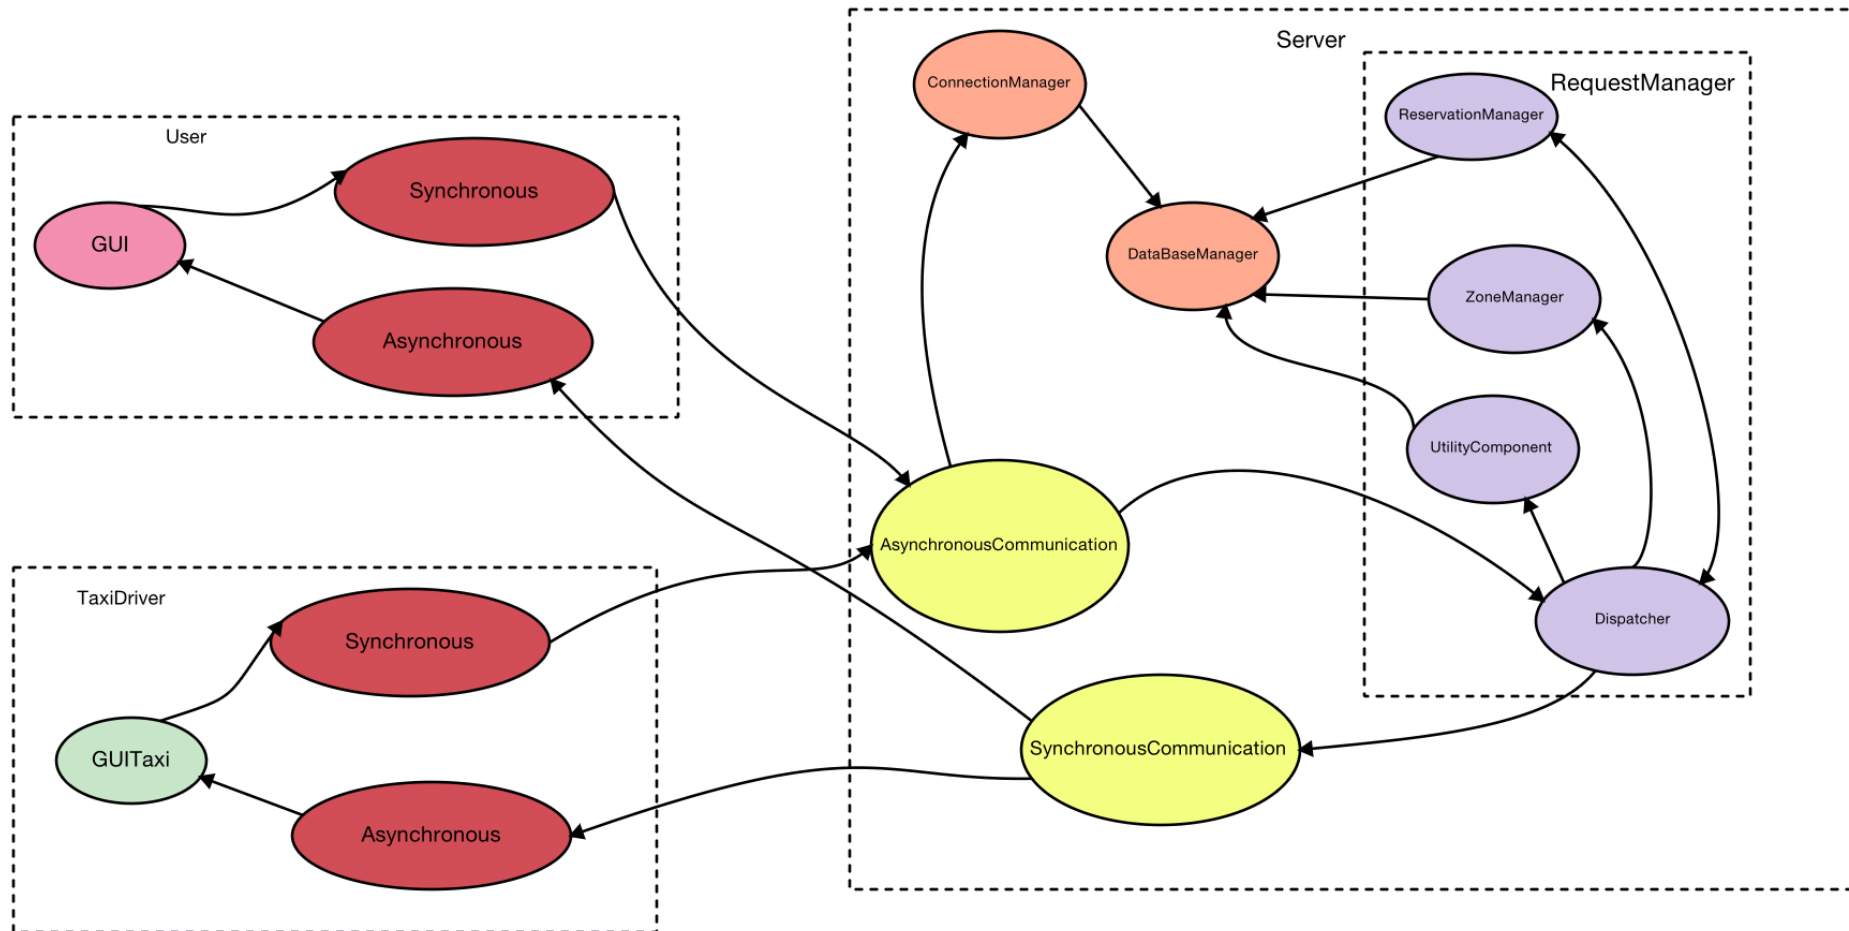 Server
ConnectionManager
RequestManager
ReservationManager
User
Synchronous
GUI
DataBaseManager
ZoneManager
Asynchronous
UtilityComponent
AsynchronousCommunication
TaxiDriver
Dispatcher
Synchronous
SynchronousCommunication
GUITaxi
Asynchronous